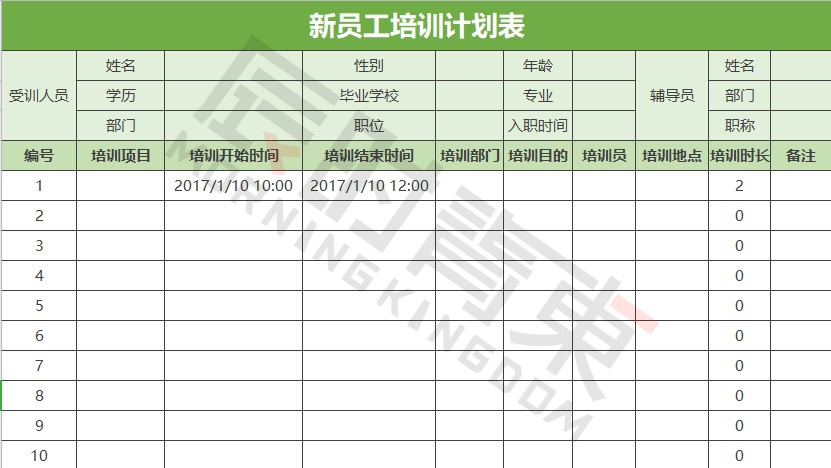 新员工培训计划表
受训人员 姓名 性别 年龄 辅导员 姓名
学历 毕业学校 专业 部门
部门 职位 入职时间 职称
编号 培训项目 培训开始时间 培训结束时间 培训部门 培训目的 培训员 培训地点 培训时长 备注
1 2017/1/10 10:00 2017/1/10 12:00 2
2 0
3 0
4 0
5 0
6 0
7 0
8 0
9 0
10 0
辰时青東
MORNINGKINGDOM